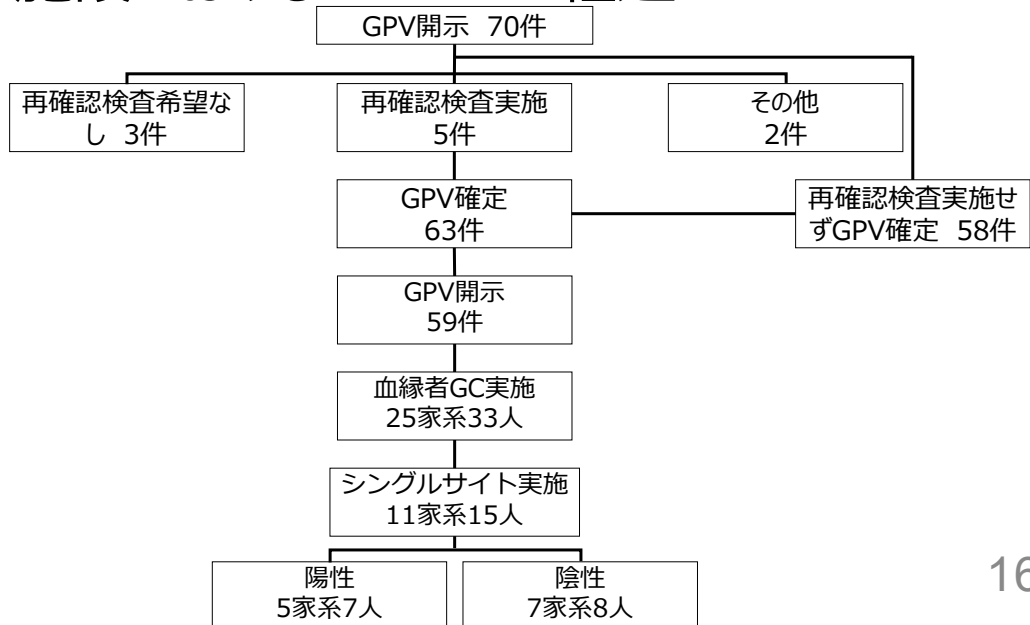 GPV開示 70件
再確認検査希望な
し 3件
再確認検査実施
5件
その他
2件
GPV確定
63件
再確認検査実施せ
ずGPV確定 58件
GPV開示
59件
血縁者GC実施
25家系33人
シングルサイト実施
11家系15人
陽性
5家系7人
陰性
7家系8人
16